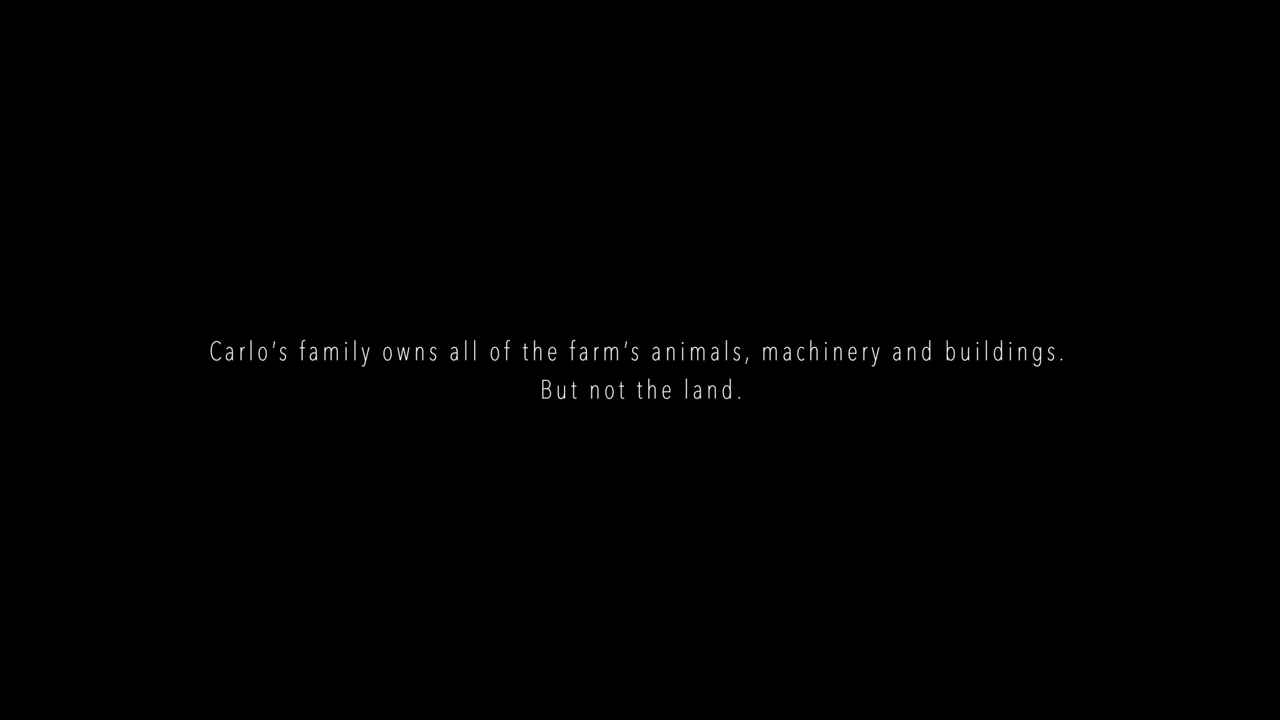 Carlo’s family owns all of the farm’s animals, machinery and buildings.
But not the land.